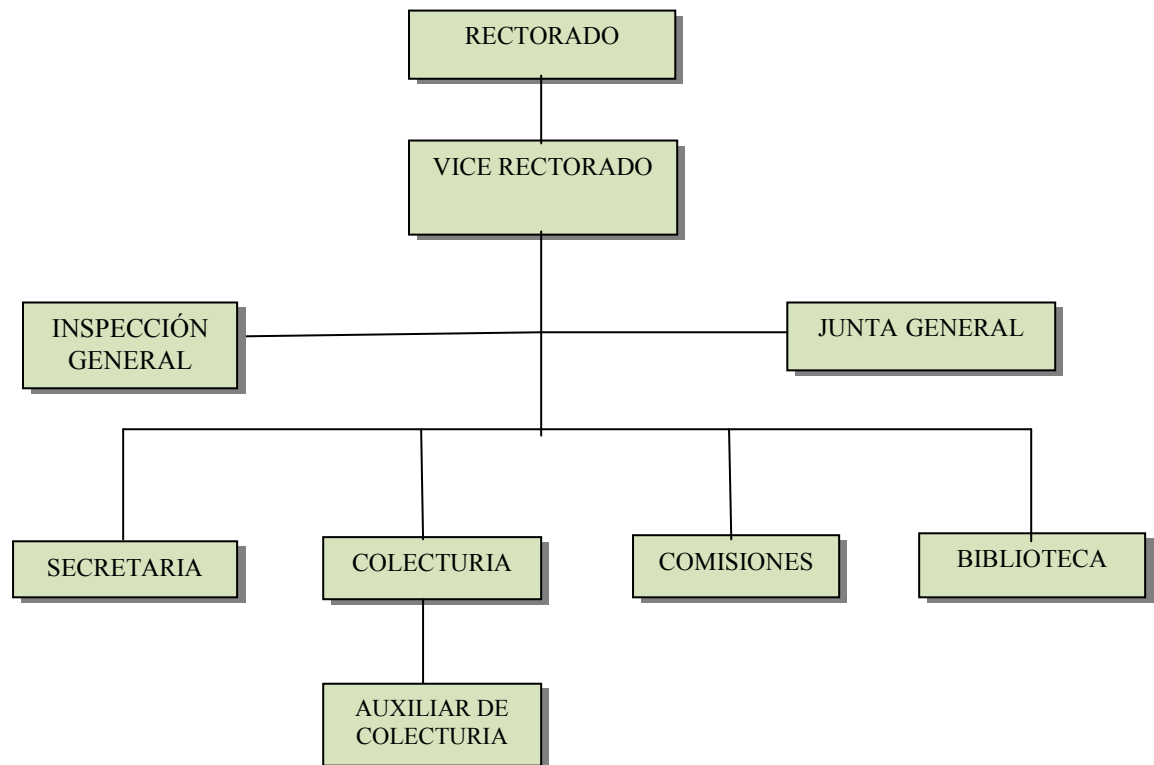 RECTORADO
VICE RECTORADO
INSPECCIÓN
GENERAL
JUNTA GENERAL
SECRETARIA
COLECTURIA
COMISIONES
BIBLIOTECA
AUXILIAR DE
COLECTURIA